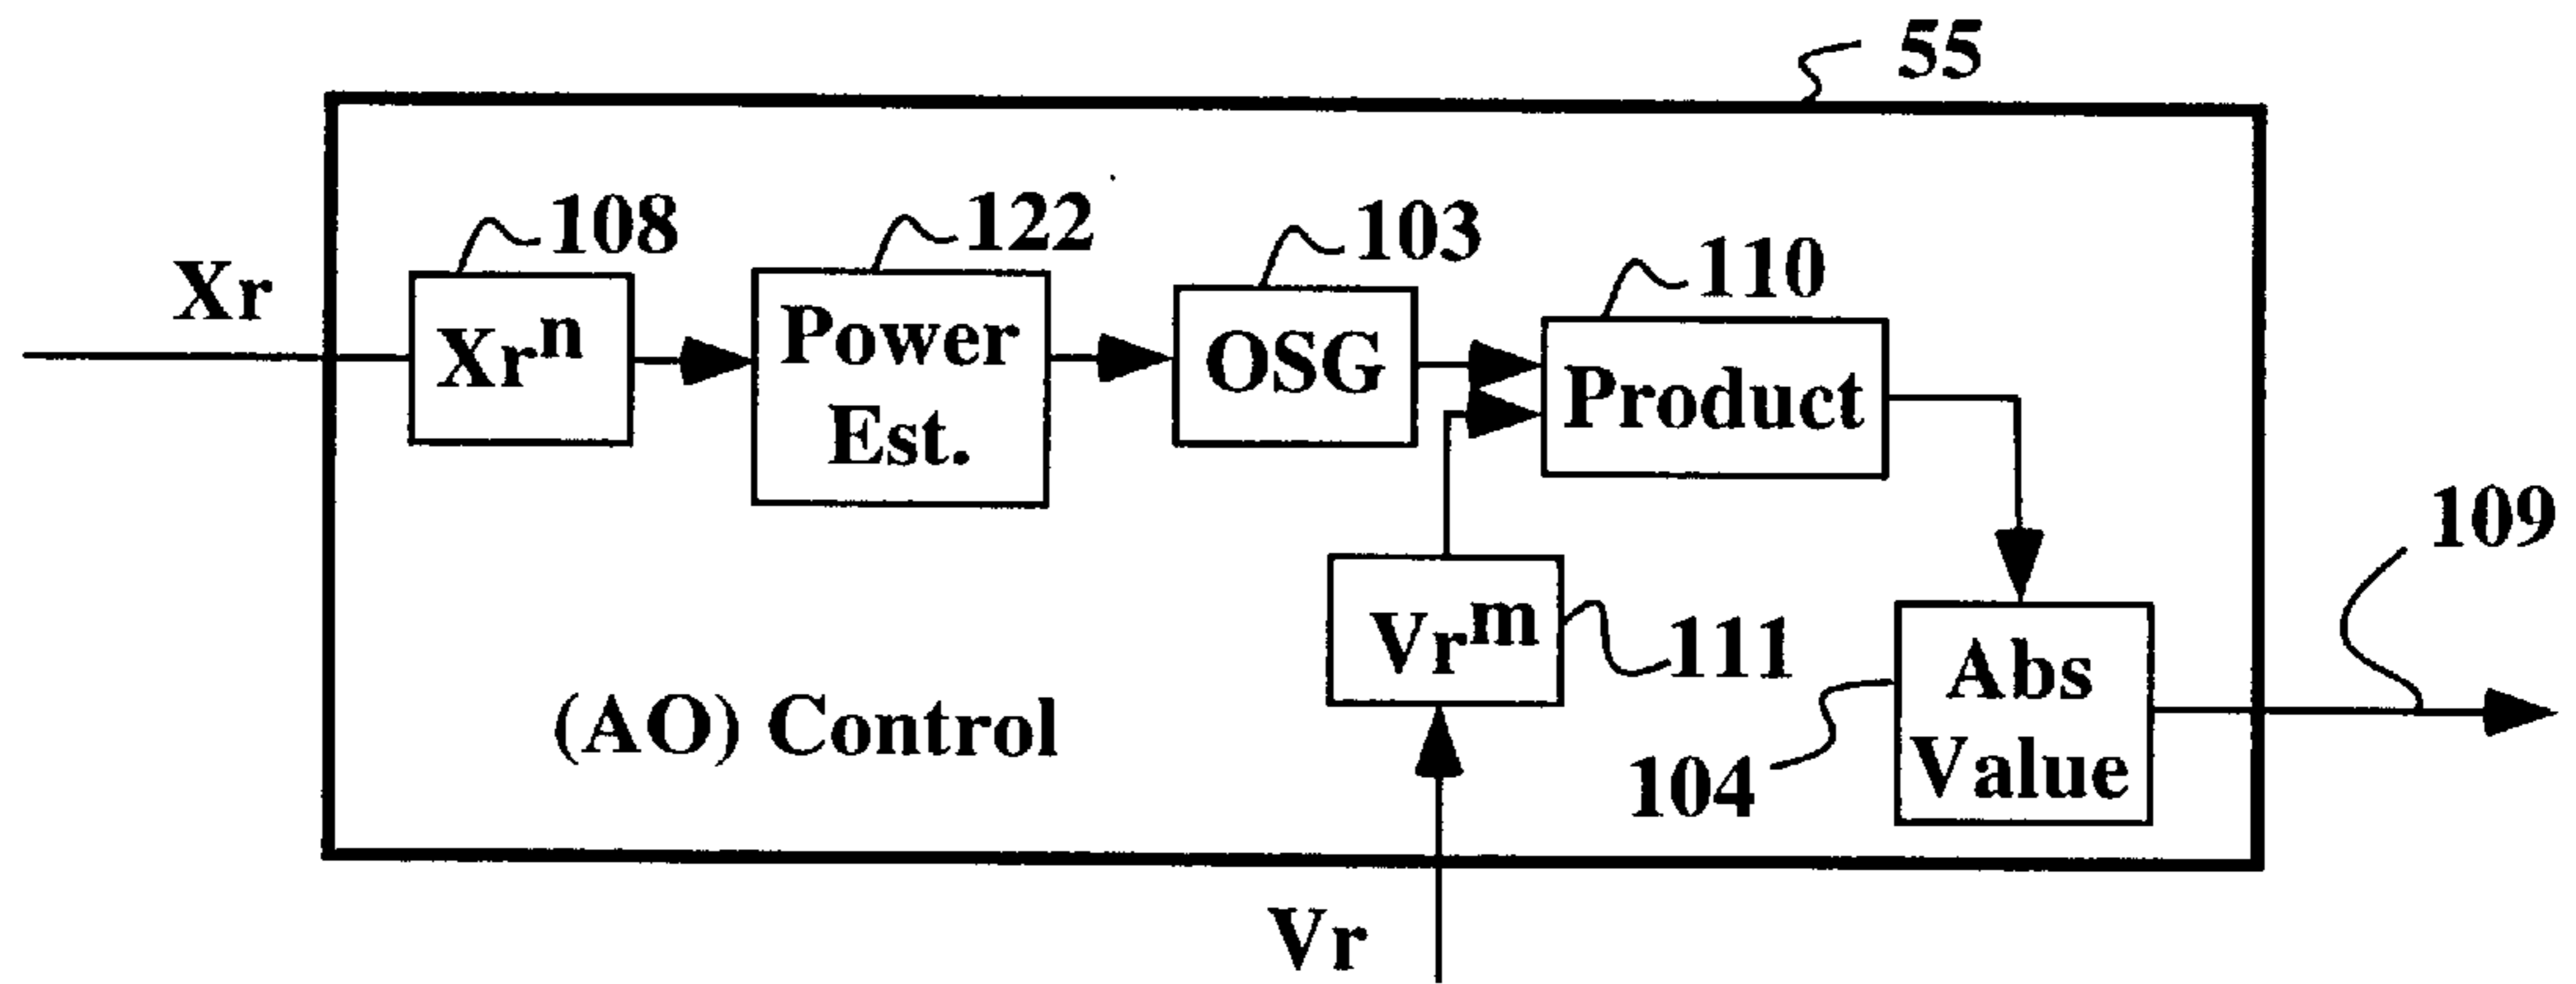 55
108
122
103
110
Xr
Xrn
Power
Est.
OSG
Product
109
Vrm
111
(AO) Control
Abs
Value
104
Vr